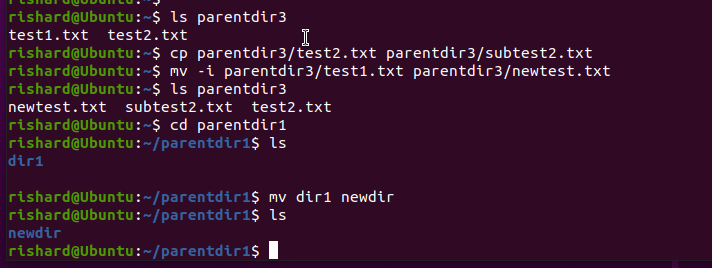 rishard@Ubuntu:~$ ls parentdir3
test1.txt  test2.txt
rishard@Ubuntu:~$ cp parentdir3/test2.txt parentdir3/subtest2.txt
rishard@Ubuntu:~$ mv -i parentdir3/test1.txt parentdir3/newtest.txt
rishard@Ubuntu:~$ ls parentdir3
newtest.txt  subtest2.txt  test2.txt
rishard@Ubuntu:~$ cd parentdir1
rishard@Ubuntu:~/parentdir1$ ls
dir1
rishard@Ubuntu:~/parentdir1$ mv dir1 newdir
rishard@Ubuntu:~/parentdir1$ ls
newdir
rishard@Ubuntu:~/parentdir1$